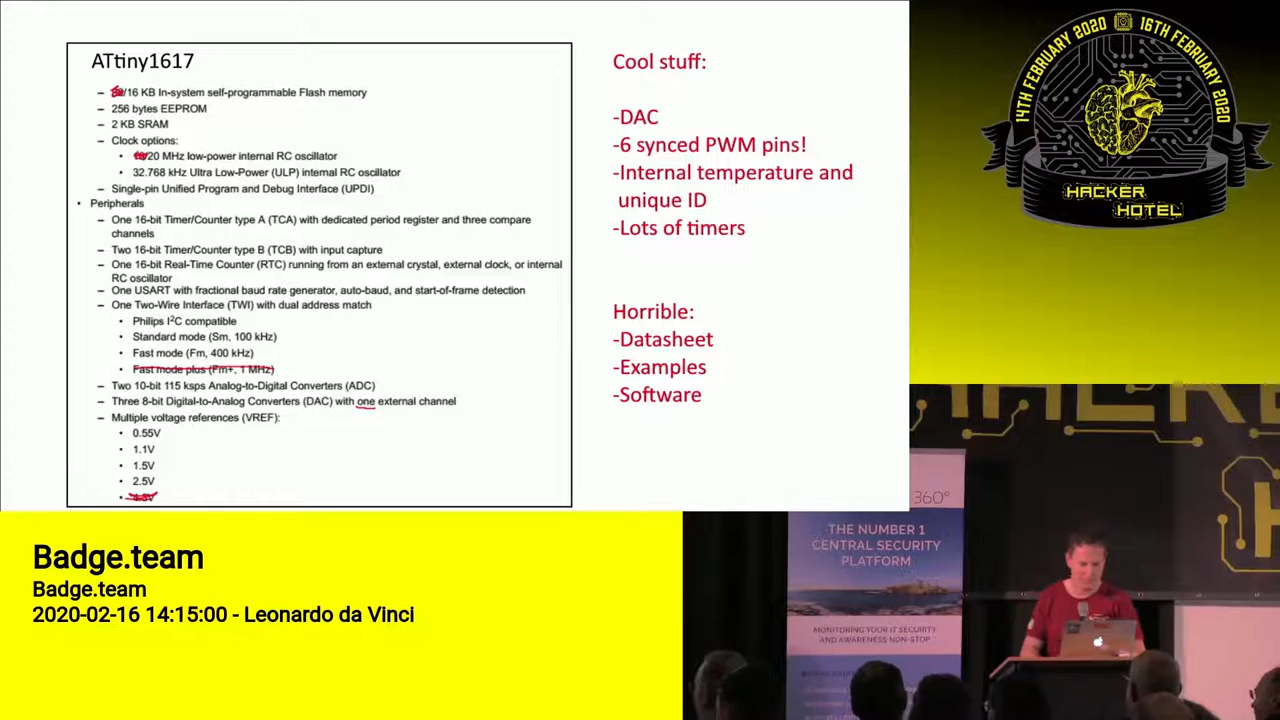 ATtiny1617
– /16 KB In-system self-programmable Flash memory
– 256 bytes EEPROM
– 2 KB SRAM
– Clock options:
• /20 MHz low-power internal RC oscillator
• 32.768 kHz Ultra Low-Power (ULP) internal RC oscillator
– Single-pin Unified Program and Debug Interface (UPDI)
• Peripherals
– One 16-bit Timer/Counter type A (TCA) with dedicated period register and three compare
channels
– Two 16-bit Timer/Counter type B (TCB) with input capture
– One 16-bit Real-Time Counter (RTC) running from an external crystal, external clock, or internal
RC oscillator
– One USART with fractional baud rate generator, auto-baud, and start-of-frame detection
– One Two-Wire Interface (TWI) with dual address match
• Philips I2C compatible
• Standard mode (Sm, 100 kHz)
• Fast mode (Fm, 400 kHz)
• Fast mode plus (Fm+, 1 MHz)
– Two 10-bit 115 ksps Analog-to-Digital Converters (ADC)
– Three 8-bit Digital-to-Analog Converters (DAC) with one external channel
– Multiple voltage references (VREF):
• 0.55V
• 1.1V
• 1.5V
• 2.5V
Cool stuff:
-DAC
-6 synced PWM pins!
-Internal temperature and
unique ID
-Lots of timers
Horrible:
-Datasheet
-Examples
-Software
14TH FEBRUARY 2020
16TH FEBRUARY 2020
HACKER
HOTEL
360°
THE NUMBER 1
CENTRAL SECURITY
PLATFORM
MONITORING YOUR IT SECURITY
AND AWARENESS NON-STOP
Badge.team
Badge.team
2020-02-16 14:15:00 - Leonardo da Vinci